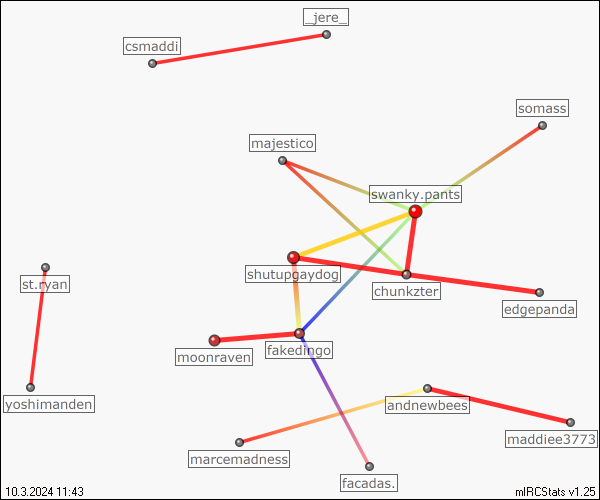 _jere_
csmaddi
somass
majestico
swanky.pants
shutupgaydog
st.ryan
chunkzter
edgepanda
fakedingo
moonraven
yoshimanden
andnewbees
maddiee3773
marcemadness
facadas.
10.3.2024 11:43
mIRCStats v1.25